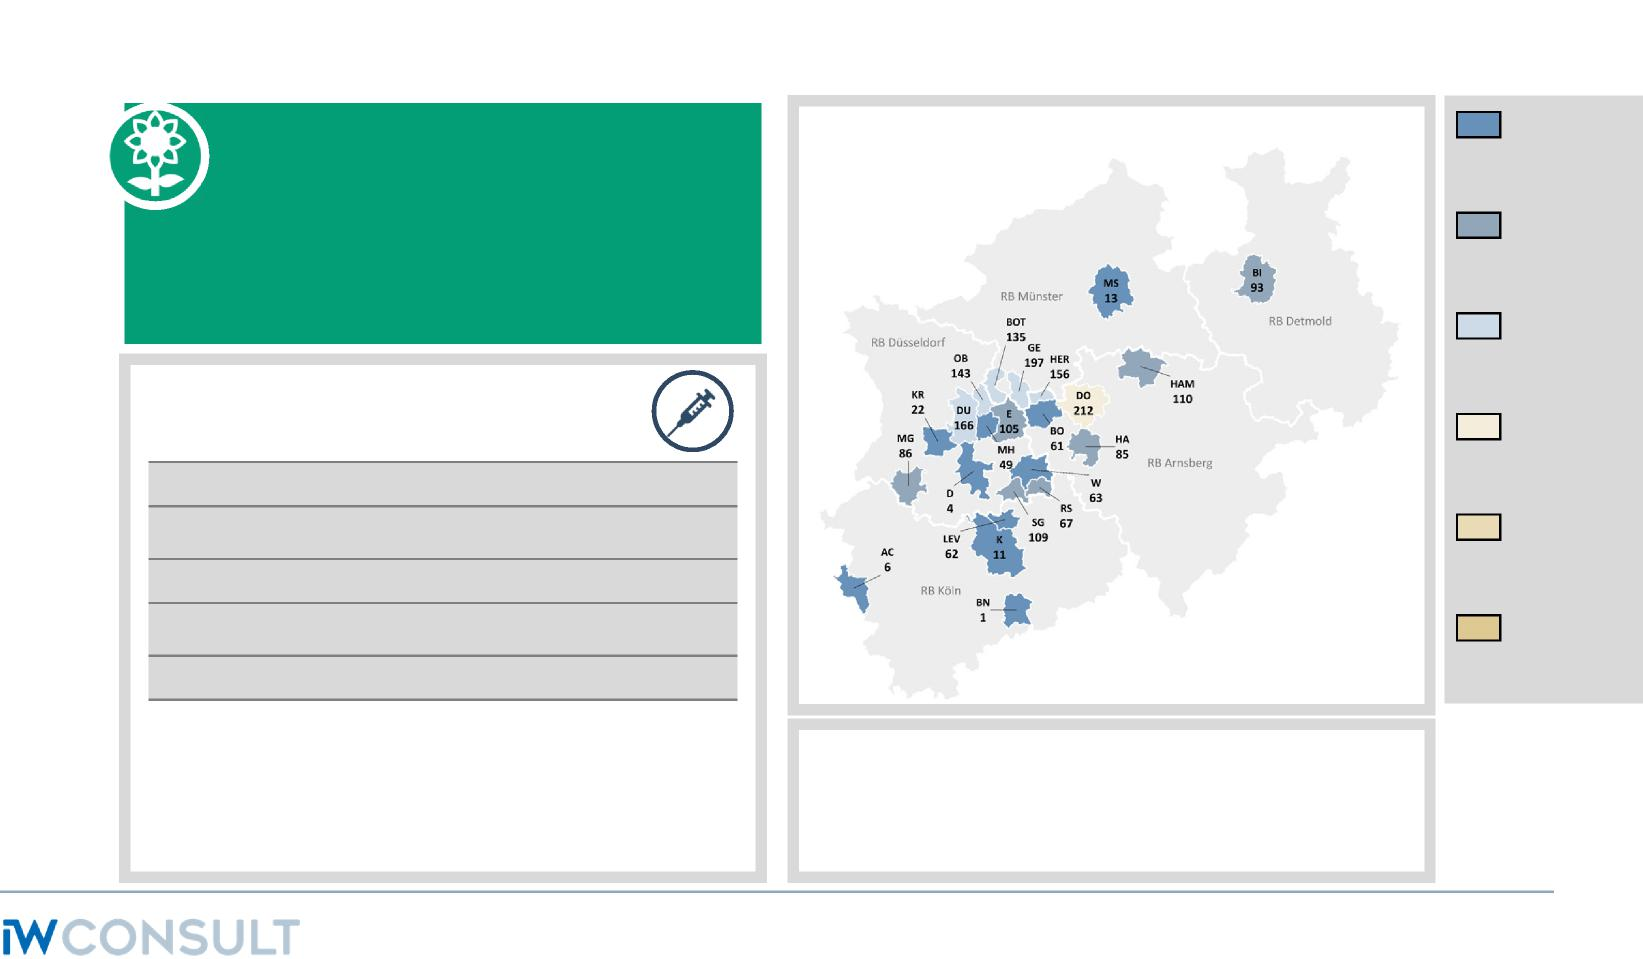 MS
13
BI
93
RB Münster
RB Detmold
BOT
135
RB Düsseldorf
GE
197
OB
143
HER
156
HAM
110
KR
22
DO
212
DU
166
E
105
BO
61
MG
86
HA
85
MH
49
RB Arnsberg
W
63
D
4
RS
67
SG
109
LEV
62
K
11
AC
6
RB Köln
BN
1
iWCONSULT